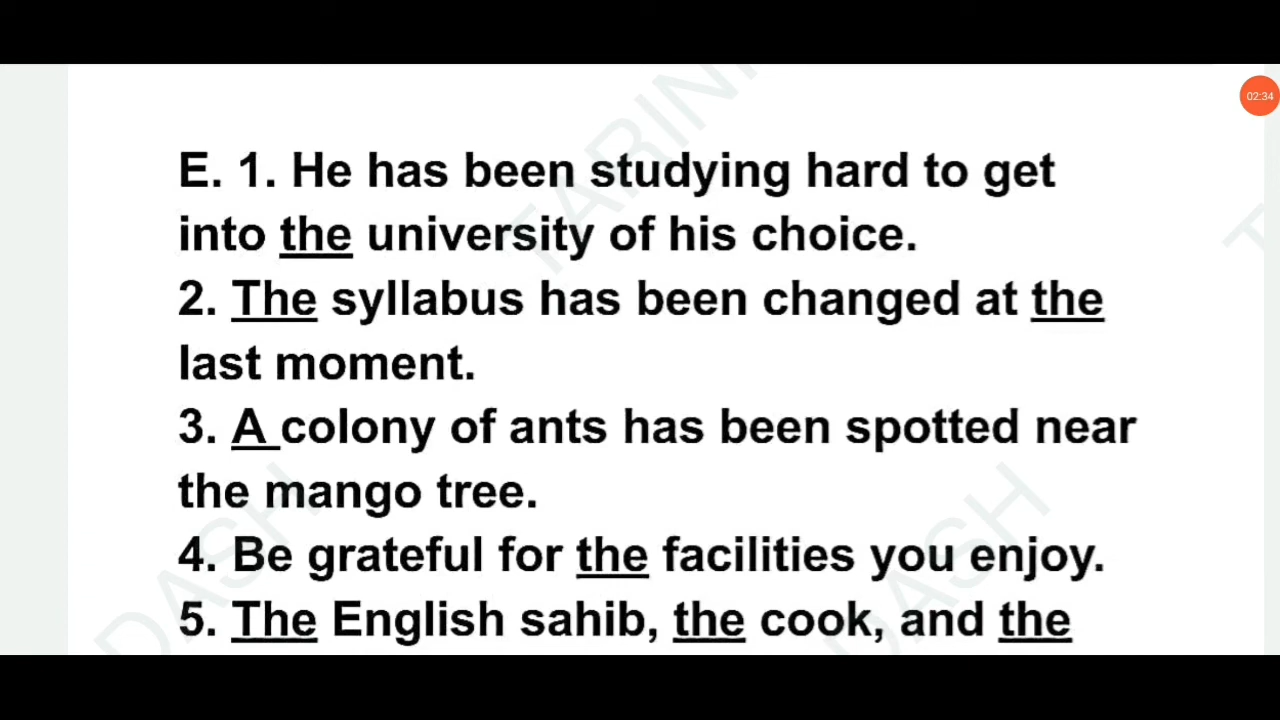 02:34
E. 1. He has been studying hard to get
into the university of his choice.
2. The syllabus has been changed at the
last moment.
3. A colony of ants has been spotted near
the mango tree.
4. Be grateful for the facilities you enjoy.
5. The English sahib, the cook, and the
DASH
DASH